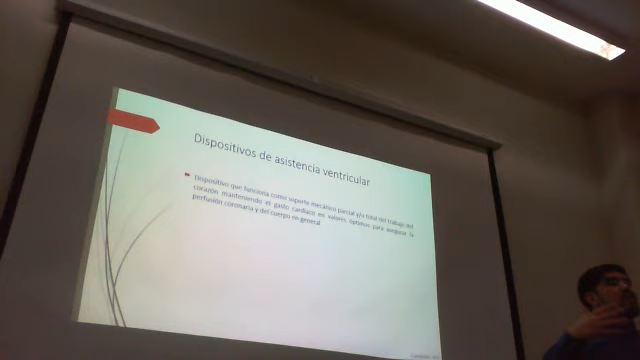 Dispositivos de asistencia ventricular
Dispositivo que funciona como soporte mecánico parcial y/o total del trabajo del
corazón manteniendo el gasto cardiaco en valores óptimos para asegurar la
perfusión coronaria y del cuerpo en general